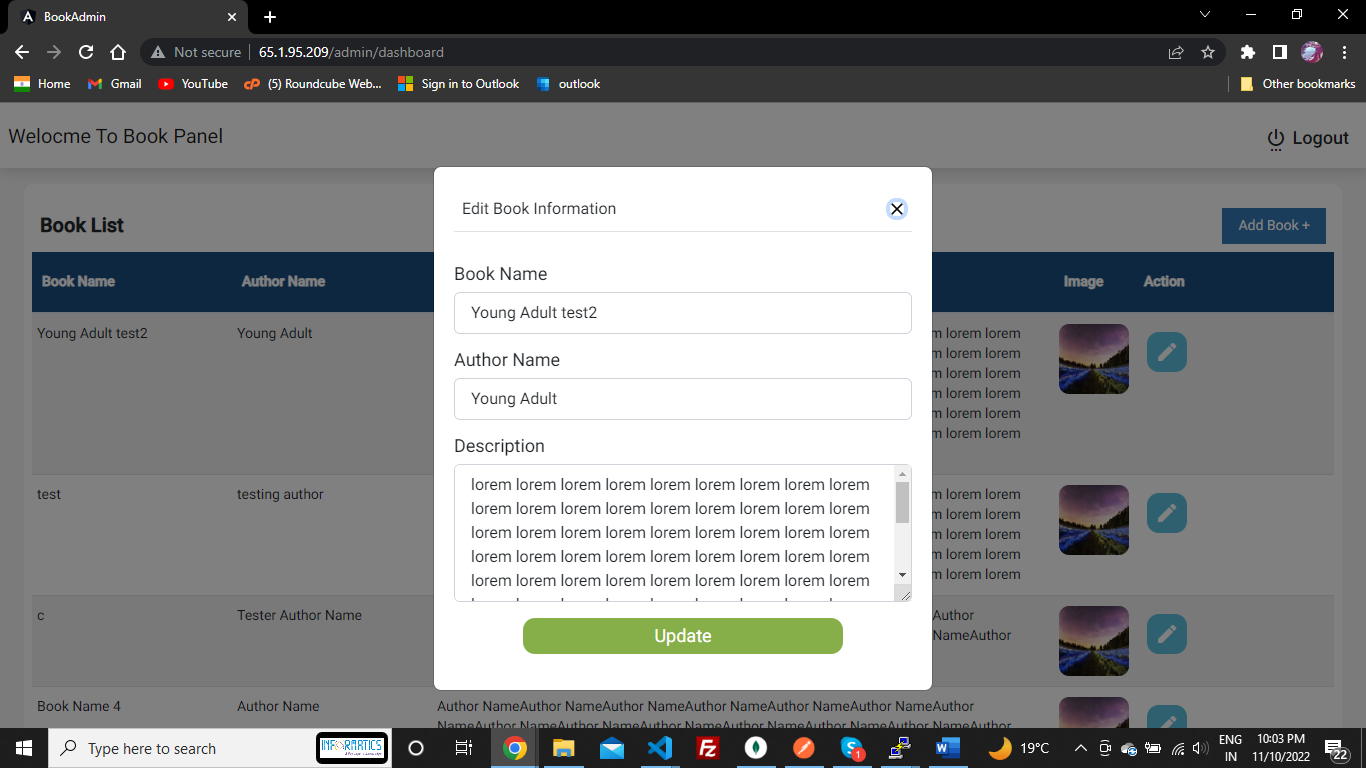 BookAdmin
Not secure 65.1.95.209/admin/dashboard
Home Gmail YouTube (5) Roundcube Web... Sign in to Outlook outlook Other bookmarks
Welocme To Book Panel Logout
Edit Book Information
Book List Add Book +
Book Name Author Name Image Action
Book Name
Young Adult test2
Author Name
Young Adult
Description
lorem lorem lorem lorem lorem lorem lorem lorem lorem
lorem lorem lorem lorem lorem lorem lorem lorem lorem
lorem lorem lorem lorem lorem lorem lorem lorem lorem
lorem lorem lorem lorem lorem lorem lorem lorem lorem
lorem lorem lorem lorem lorem lorem lorem lorem lorem
Update
Young Adult test2 Young Adult m lorem lorem
m lorem lorem
m lorem lorem
m lorem lorem
m lorem lorem
m lorem lorem
test testing author m lorem lorem
m lorem lorem
m lorem lorem
m lorem lorem
m lorem lorem
c Tester Author Name Author
NameAuthor
Book Name 4 Author Name Author NameAuthor NameAuthor NameAuthor NameAuthor NameAuthor NameAuthor
NameAuthor NameAuthor NameAuthor NameAuthor NameAuthor NameAuthor NameAuthor
Type here to search INFORARTICS 19°C ENG 10:03 PM
IN 11/10/2022 22
1